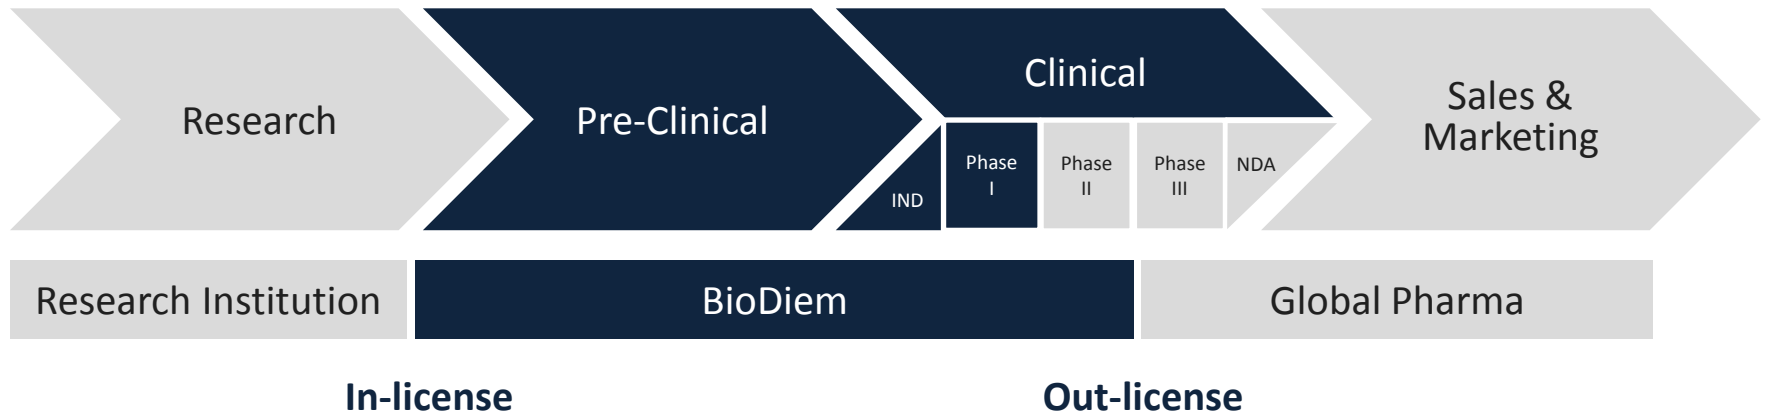 Research
Pre-Clinical
Clinical
IND
Phase
I
Phase
II
Phase
III
NDA
Sales &
Marketing
Research Institution
BioDiem
Global Pharma
In-license
Out-license